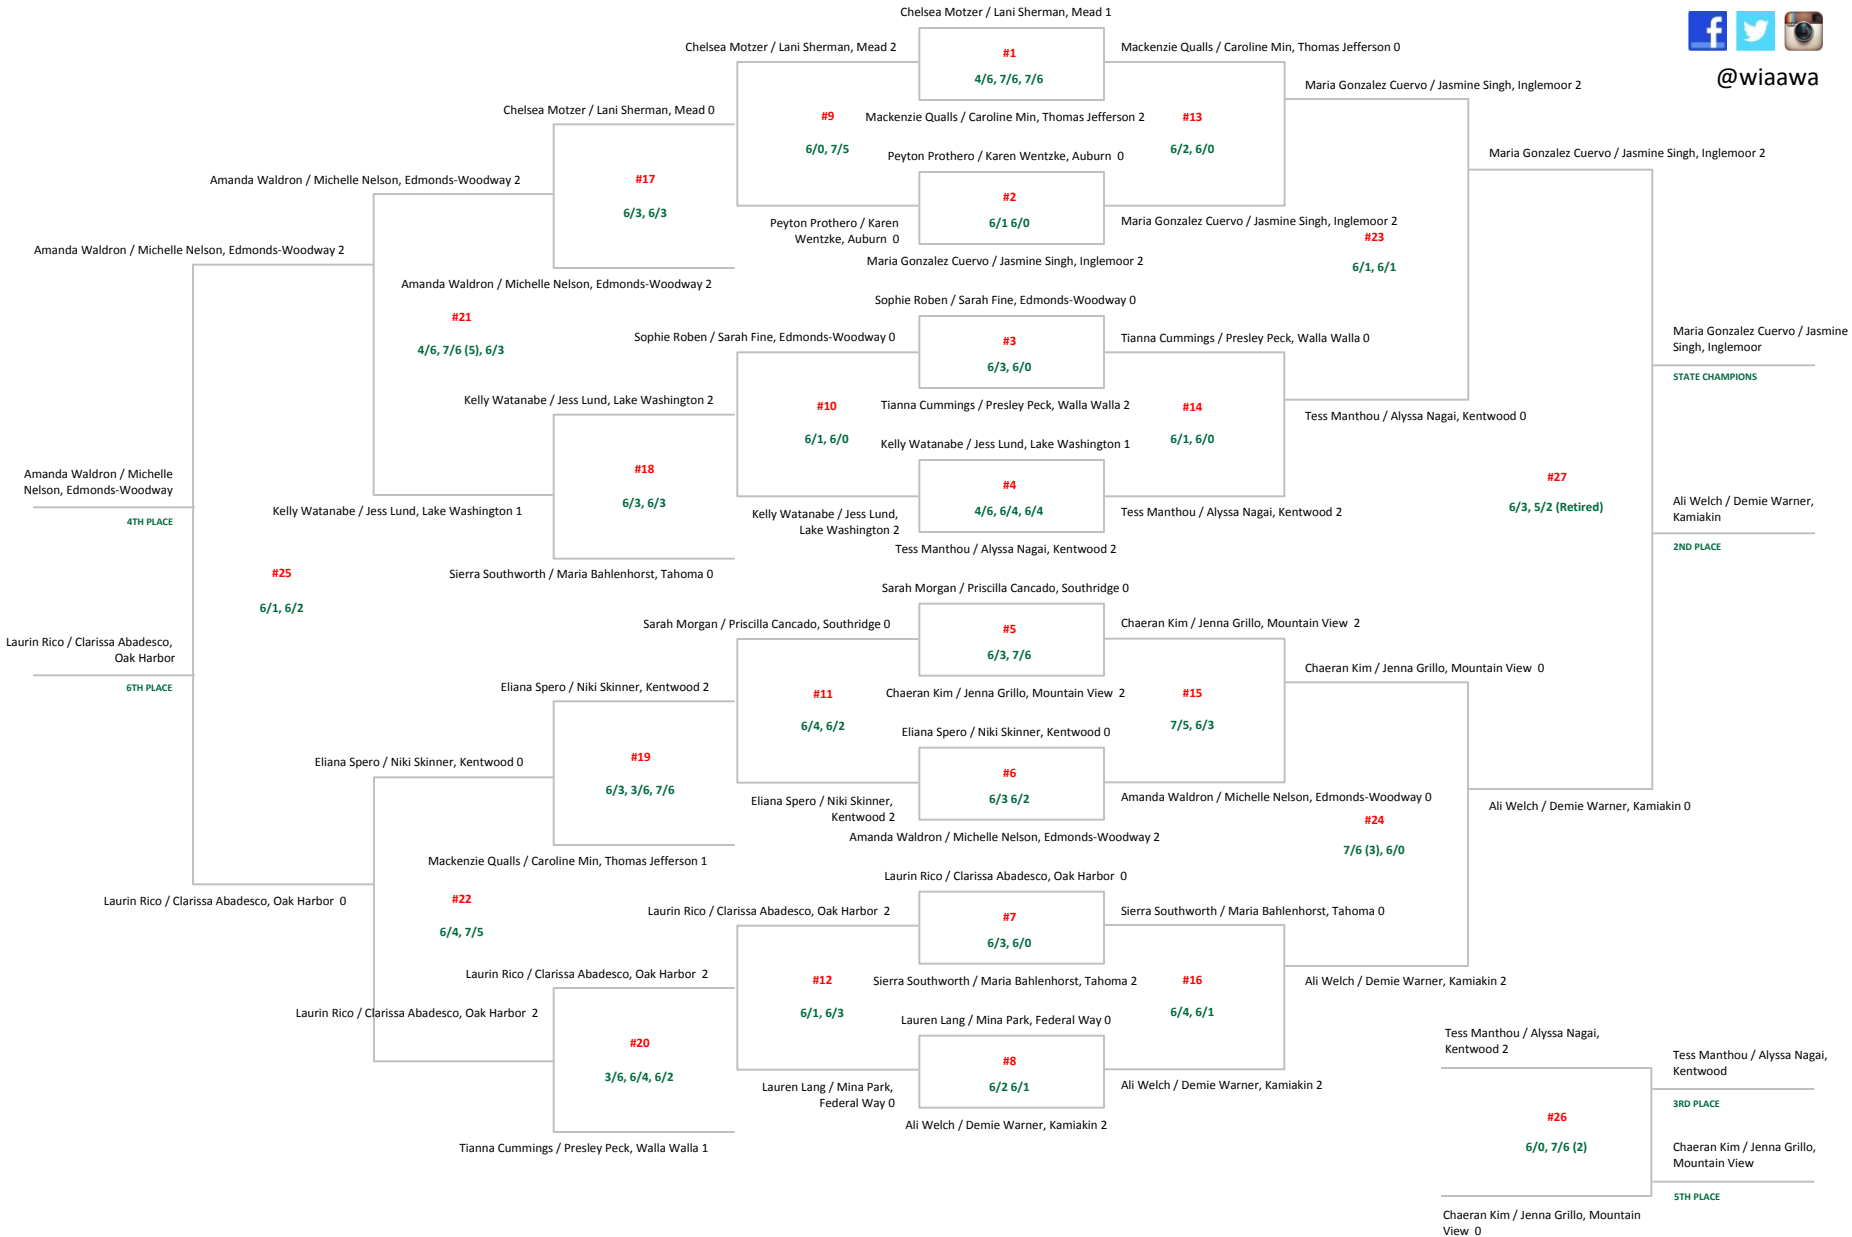 Chelsea Motzer / Lani Sherman, Mead 1
Chelsea Motzer / Lani Sherman, Mead 2
#1
Mackenzie Qualls / Caroline Min, Thomas Jefferson 0
4/6, 7/6, 7/6
@wiaawa
Maria Gonzalez Cuervo / Jasmine Singh, Inglemoor 2
Chelsea Motzer / Lani Sherman, Mead 0
#9
Mackenzie Qualls / Caroline Min, Thomas Jefferson 2
#13
6/0, 7/5
Peyton Prothero / Karen Wentzke, Auburn  0
6/2, 6/0
Maria Gonzalez Cuervo / Jasmine Singh, Inglemoor 2
Amanda Waldron / Michelle Nelson, Edmonds-Woodway 2
#17
#2
6/3, 6/3
Peyton Prothero / Karen
Wentzke, Auburn  0
6/1 6/0
Maria Gonzalez Cuervo / Jasmine Singh, Inglemoor 2
#23
Amanda Waldron / Michelle Nelson, Edmonds-Woodway 2
Maria Gonzalez Cuervo / Jasmine Singh, Inglemoor 2
6/1, 6/1
Amanda Waldron / Michelle Nelson, Edmonds-Woodway 2
Sophie Roben / Sarah Fine, Edmonds-Woodway 0
#21
4/6, 7/6 (5), 6/3
Sophie Roben / Sarah Fine, Edmonds-Woodway 0
#3
Tianna Cummings / Presley Peck, Walla Walla 0
Maria Gonzalez Cuervo / Jasmine
Singh, Inglemoor
6/3, 6/0
STATE CHAMPIONS
Kelly Watanabe / Jess Lund, Lake Washington 2
#10
Tianna Cummings / Presley Peck, Walla Walla 2
#14
Tess Manthou / Alyssa Nagai, Kentwood 0
6/1, 6/0
Kelly Watanabe / Jess Lund, Lake Washington 1
6/1, 6/0
Amanda Waldron / Michelle
Nelson, Edmonds-Woodway
#18
#4
#27
4TH PLACE
Kelly Watanabe / Jess Lund, Lake Washington 1
6/3, 6/3
Kelly Watanabe / Jess Lund,
Lake Washington 2
4/6, 6/4, 6/4
Tess Manthou / Alyssa Nagai, Kentwood 2
6/3, 5/2 (Retired)
Ali Welch / Demie Warner,
Kamiakin
2ND PLACE
Tess Manthou / Alyssa Nagai, Kentwood 2
#25
Sierra Southworth / Maria Bahlenhorst, Tahoma 0
6/1, 6/2
Sarah Morgan / Priscilla Cancado, Southridge 0
Laurin Rico / Clarissa Abadesco,
Oak Harbor
Sarah Morgan / Priscilla Cancado, Southridge 0
#5
Chaeran Kim / Jenna Grillo, Mountain View  2
6/3, 7/6
6TH PLACE
Chaeran Kim / Jenna Grillo, Mountain View  0
Eliana Spero / Niki Skinner, Kentwood 2
#11
Chaeran Kim / Jenna Grillo, Mountain View  2
#15
6/4, 6/2
Eliana Spero / Niki Skinner, Kentwood 0
7/5, 6/3
Eliana Spero / Niki Skinner, Kentwood 0
#19
#6
6/3, 3/6, 7/6
Eliana Spero / Niki Skinner,
Kentwood 2
6/3 6/2
Amanda Waldron / Michelle Nelson, Edmonds-Woodway 0
Ali Welch / Demie Warner, Kamiakin 0
#24
Amanda Waldron / Michelle Nelson, Edmonds-Woodway 2
7/6 (3), 6/0
Mackenzie Qualls / Caroline Min, Thomas Jefferson 1
Laurin Rico / Clarissa Abadesco, Oak Harbor  0
Laurin Rico / Clarissa Abadesco, Oak Harbor  0
#22
6/4, 7/5
Laurin Rico / Clarissa Abadesco, Oak Harbor  2
#7
Sierra Southworth / Maria Bahlenhorst, Tahoma 0
6/3, 6/0
Laurin Rico / Clarissa Abadesco, Oak Harbor  2
#12
Sierra Southworth / Maria Bahlenhorst, Tahoma 2
#16
Ali Welch / Demie Warner, Kamiakin 2
Laurin Rico / Clarissa Abadesco, Oak Harbor  2
6/1, 6/3
Lauren Lang / Mina Park, Federal Way 0
6/4, 6/1
#20
#8
Tess Manthou / Alyssa Nagai,
Kentwood 2
3/6, 6/4, 6/2
Lauren Lang / Mina Park,
Federal Way 0
6/2 6/1
Ali Welch / Demie Warner, Kamiakin 2
Tess Manthou / Alyssa Nagai,
Kentwood
3RD PLACE
Ali Welch / Demie Warner, Kamiakin 2
#26
Tianna Cummings / Presley Peck, Walla Walla 1
6/0, 7/6 (2)
Chaeran Kim / Jenna Grillo,
Mountain View
5TH PLACE
Chaeran Kim / Jenna Grillo, Mountain
View  0